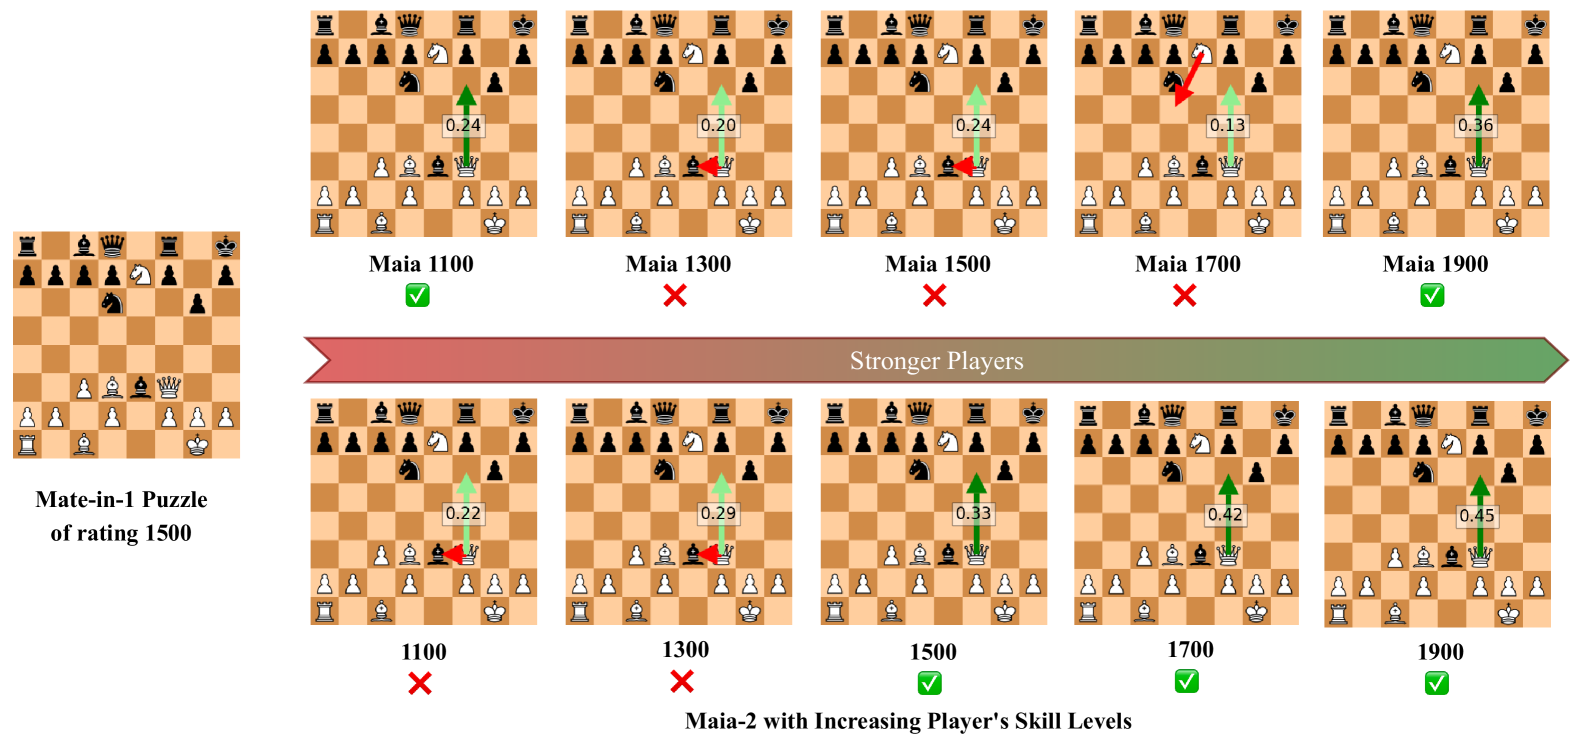 0.24
0.20
0.24
0.13
0.36
Maia 1100
Maia 1300
Maia 1500
Maia 1700
Maia 1900
Stronger Players
Mate-in-1 Puzzle
of rating 1500
0.22
0.29
0.33
0.42
0.45
1100
1300
1500
1700
1900
Maia-2 with Increasing Player's Skill Levels